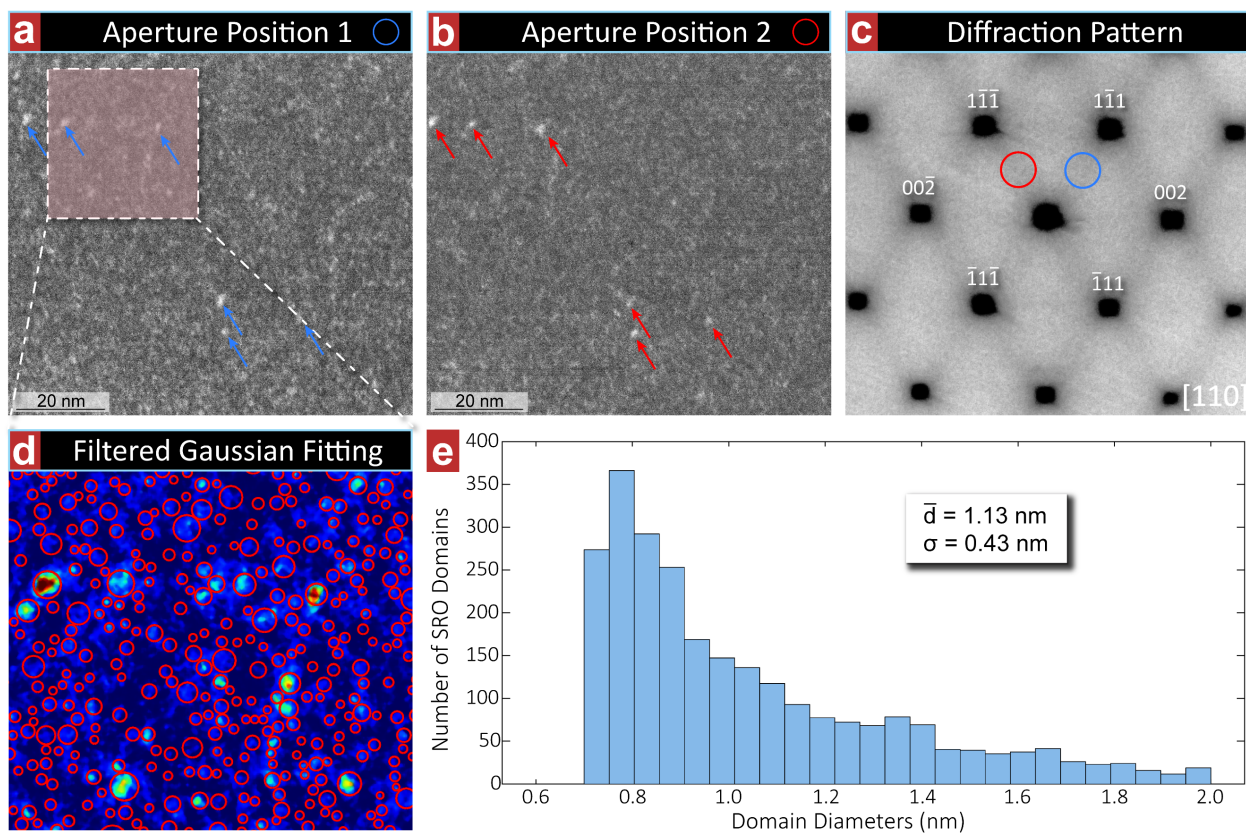 a Aperture Position 1
20 nm
b Aperture Position 2
20 nm
c Diffraction Pattern
11̅1̅ 11̅1
002̅ 002
1̅11̅ 1̅11
[110]
d Filtered Gaussian Fitting
e
Number of SRO Domains
400
350
300
250
200
150
100
50
0
d̅ = 1.13 nm
σ = 0.43 nm
0.6 0.8 1.0 1.2 1.4 1.6 1.8 2.0
Domain Diameters (nm)